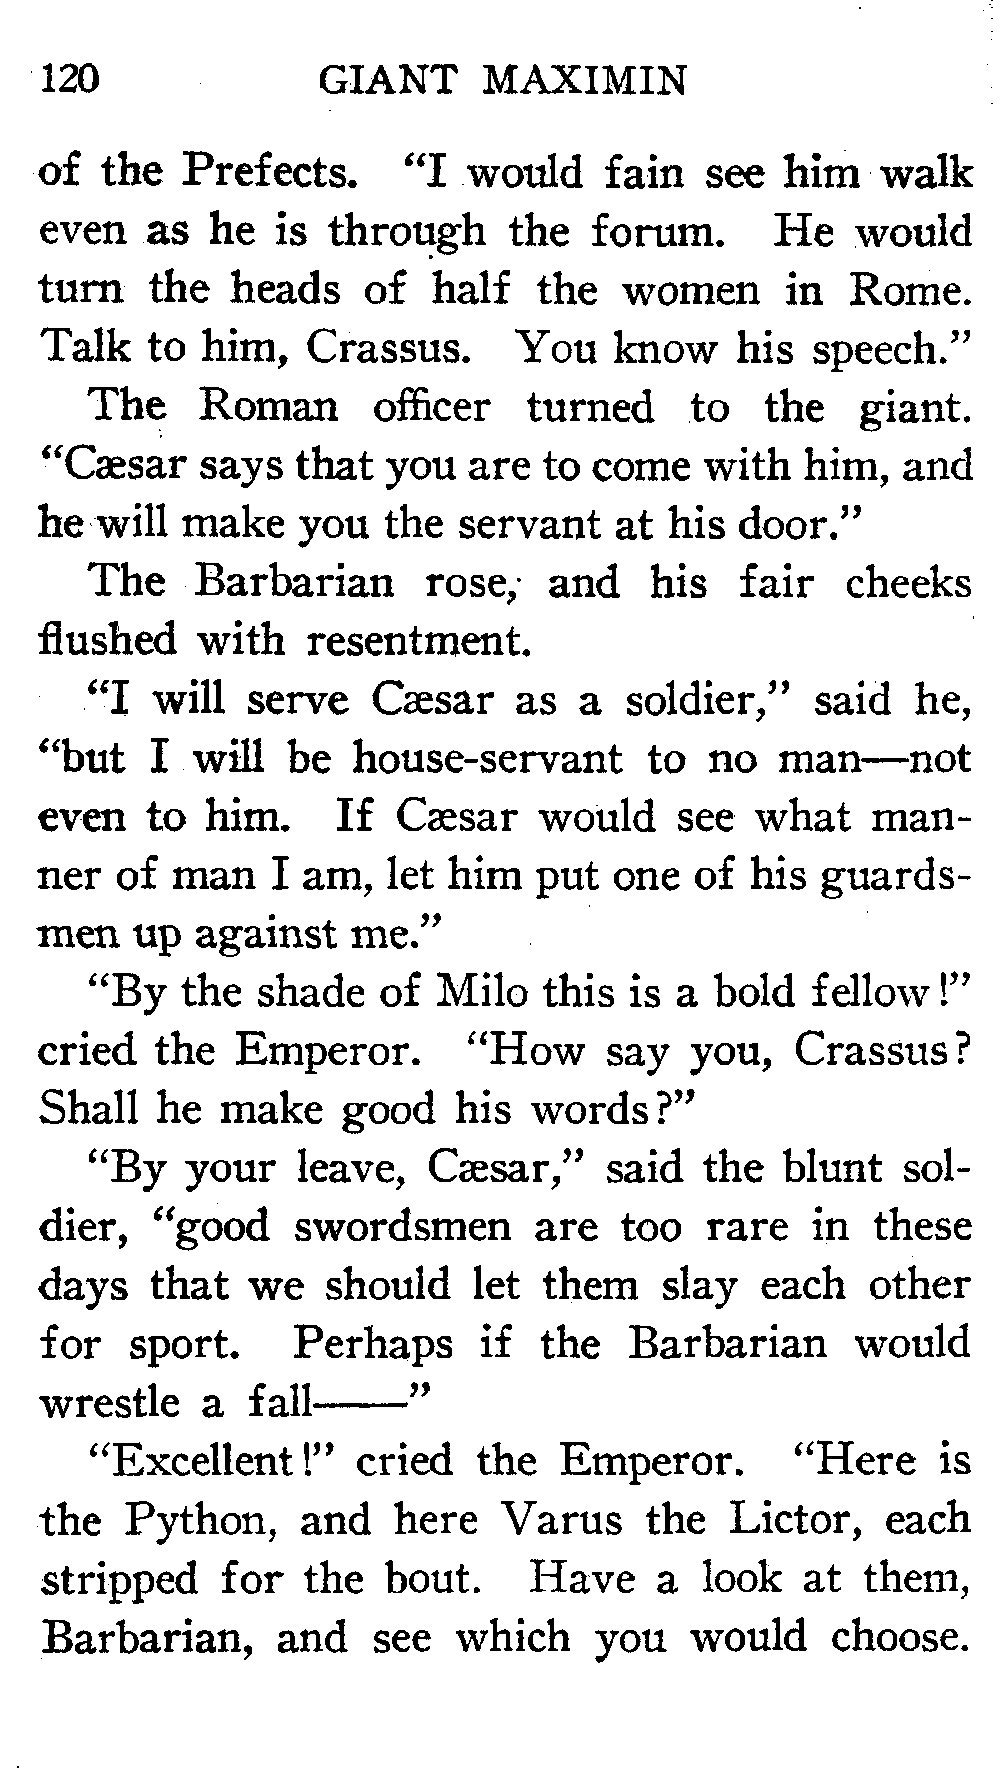 120 GIANT MAXIMIN
of the Prefects. “I would fain see him walk
even as he is through the forum. He would
turn the heads of half the women in Rome.
Talk to him, Crassus. You know his speech.”
The Roman officer turned to the giant.
“Cæsar says that you are to come with him, and
he will make you the servant at his door.”
The Barbarian rose, and his fair cheeks
flushed with resentment.
“I will serve Cæsar as a soldier,” said he,
“but I will be house-servant to no man—not
even to him. If Cæsar would see what man-
ner of man I am, let him put one of his guards-
men up against me.”
“By the shade of Milo this is a bold fellow!”
cried the Emperor. “How say you, Crassus?
Shall he make good his words?”
“By your leave, Cæsar,” said the blunt sol-
dier, “good swordsmen are too rare in these
days that we should let them slay each other
for sport. Perhaps if the Barbarian would
wrestle a fall——”
“Excellent!” cried the Emperor. “Here is
the Python, and here Varus the Lictor, each
stripped for the bout. Have a look at them,
Barbarian, and see which you would choose.